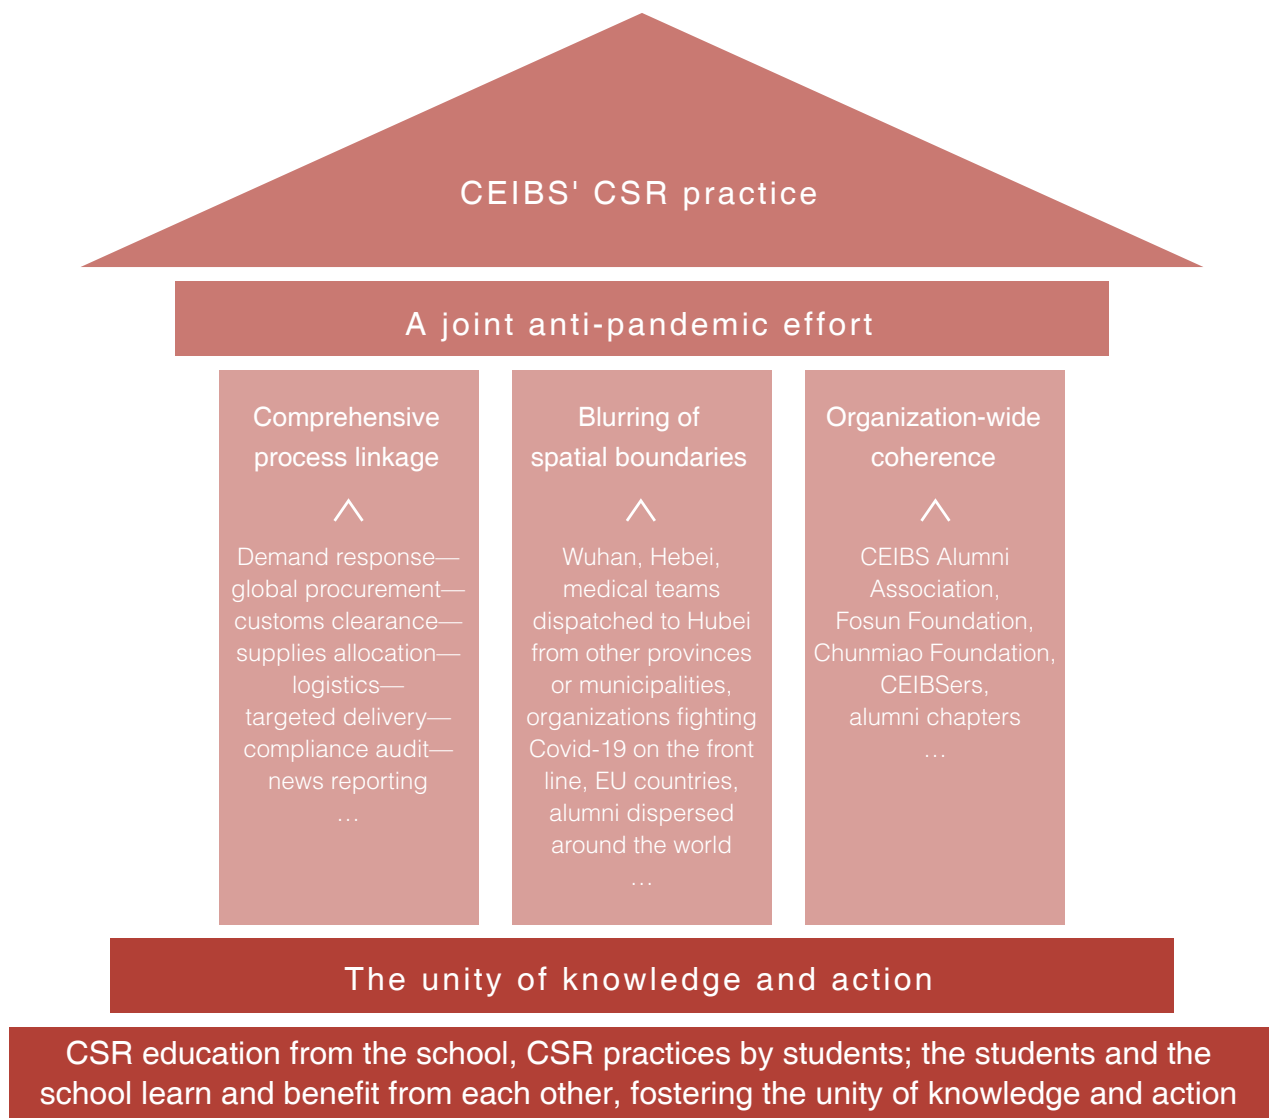 CEIBS' CSR practice
A joint anti-pandemic effort
Comprehensive
process linkage
Demand response—
global procurement—
customs clearance—
supplies allocation—
logistics—
targeted delivery—
compliance audit—
news reporting
…
Blurring of
spatial boundaries
Wuhan, Hebei,
medical teams
dispatched to Hubei
from other provinces
or municipalities,
organizations fighting
Covid-19 on the front
line, EU countries,
alumni dispersed
around the world
…
Organization-wide
coherence
CEIBS Alumni
Association,
Fosun Foundation,
Chunmiao Foundation,
CEIBSers,
alumni chapters
…
The unity of knowledge and action
CSR education from the school, CSR practices by students; the students and the
school learn and benefit from each other, fostering the unity of knowledge and action